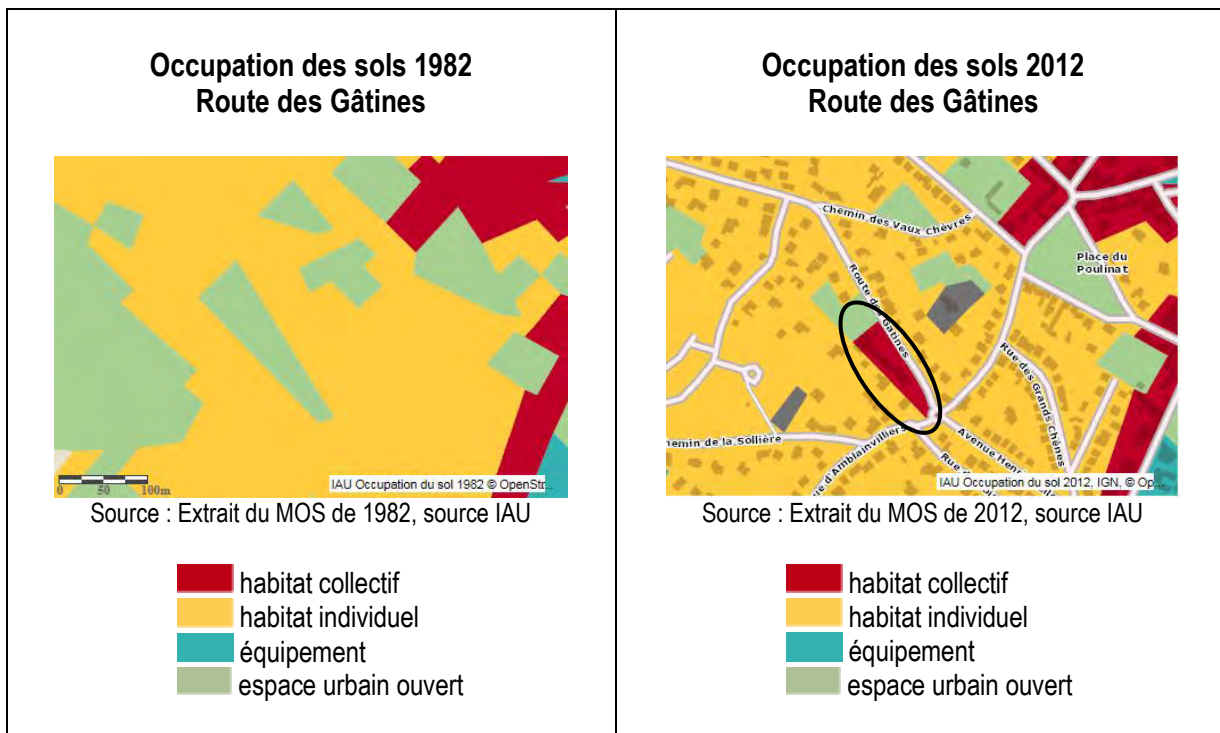 Occupation des sols 1982
Route des Gâtines
0 50 100m
IAU Occupation du sol 1982 © OpenStr...
Source : Extrait du MOS de 1982, source IAU
habitat collectif
habitat individuel
équipement
espace urbain ouvert
Occupation des sols 2012
Route des Gâtines
Chemin des Vaux Chèvres
Place du
Poulinat
Route des Gatines
Rue des Grands Chênes
hemin de la Sollière
e d'Amblainvilliers
Avenue Henri
Rue
IAU Occupation du sol 2012, IGN, © Op...
Source : Extrait du MOS de 2012, source IAU
habitat collectif
habitat individuel
équipement
espace urbain ouvert